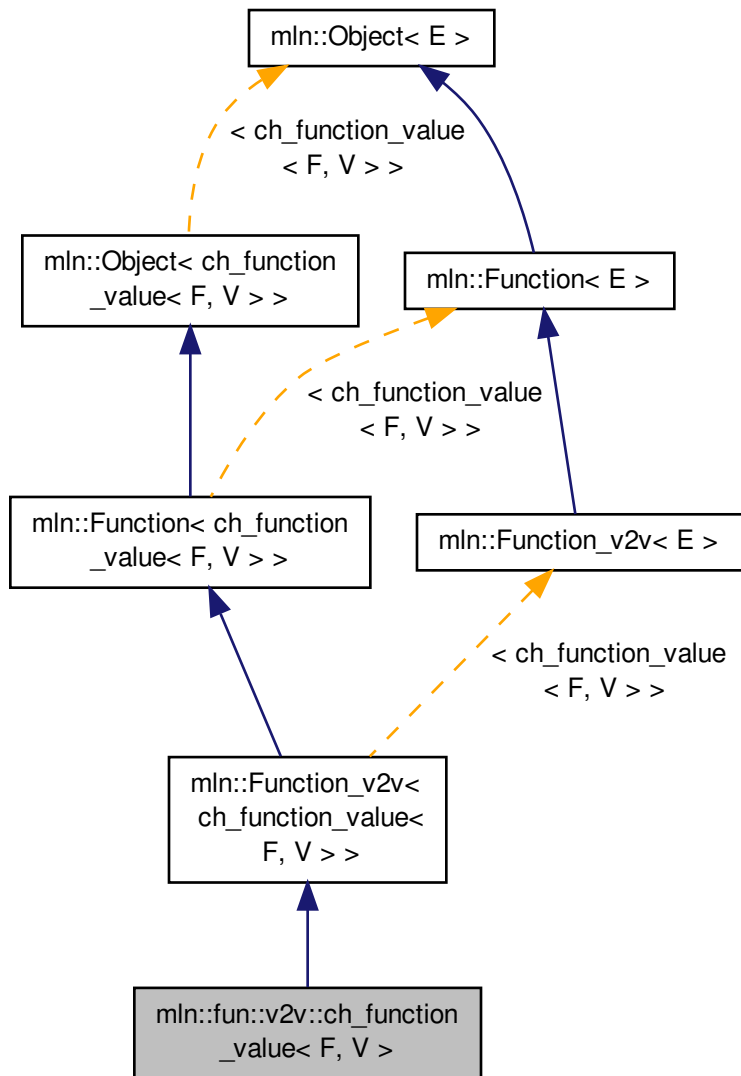 mln::Object< E >
< ch_function_value
< F, V > >
mln::Object< ch_function
_value< F, V > >
mln::Function< E >
< ch_function_value
< F, V > >
mln::Function< ch_function
_value< F, V > >
mln::Function_v2v< E >
< ch_function_value
< F, V > >
mln::Function_v2v<
ch_function_value<
F, V > >
mln::fun::v2v::ch_function
_value< F, V >